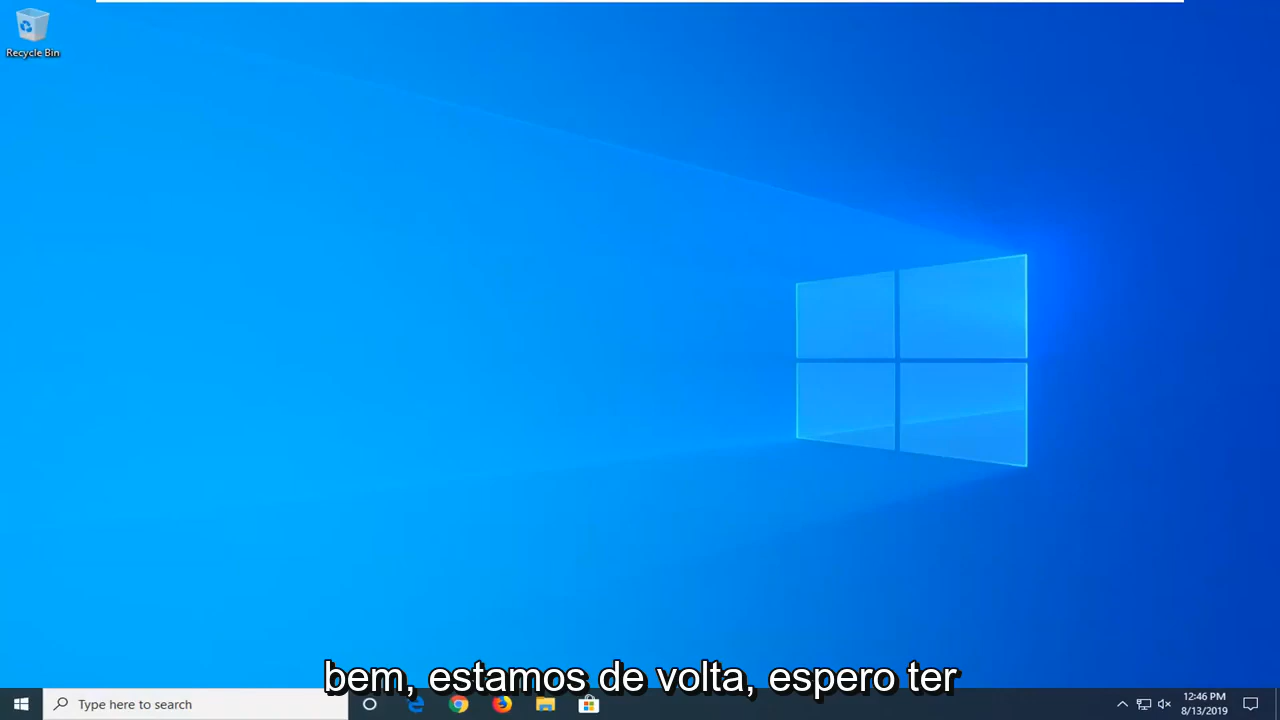 Recycle Bin
bem, estamos de volta, espero ter
Type here to search
12:46 PM
8/13/2019